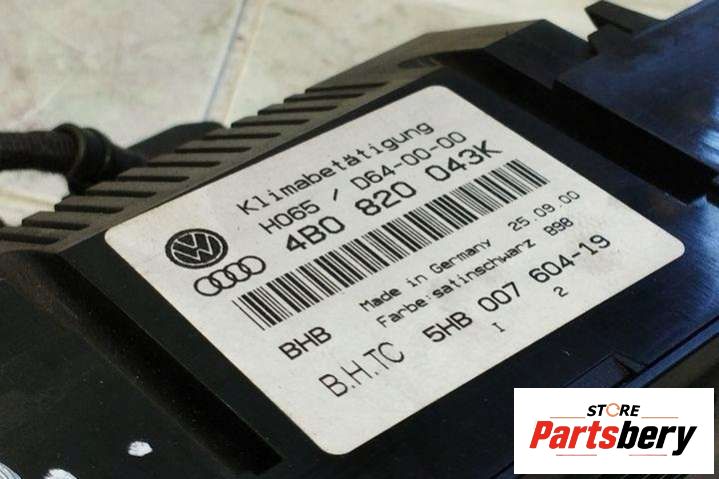 Klimabetätigung
H065 / D64-00-00
4B0 820 043K
BHB
Made in Germany 25.09.00
Farbe:satinschwarz B98
B.H.TC 5HB 007 604-19
I 2
STORE
Partsbery